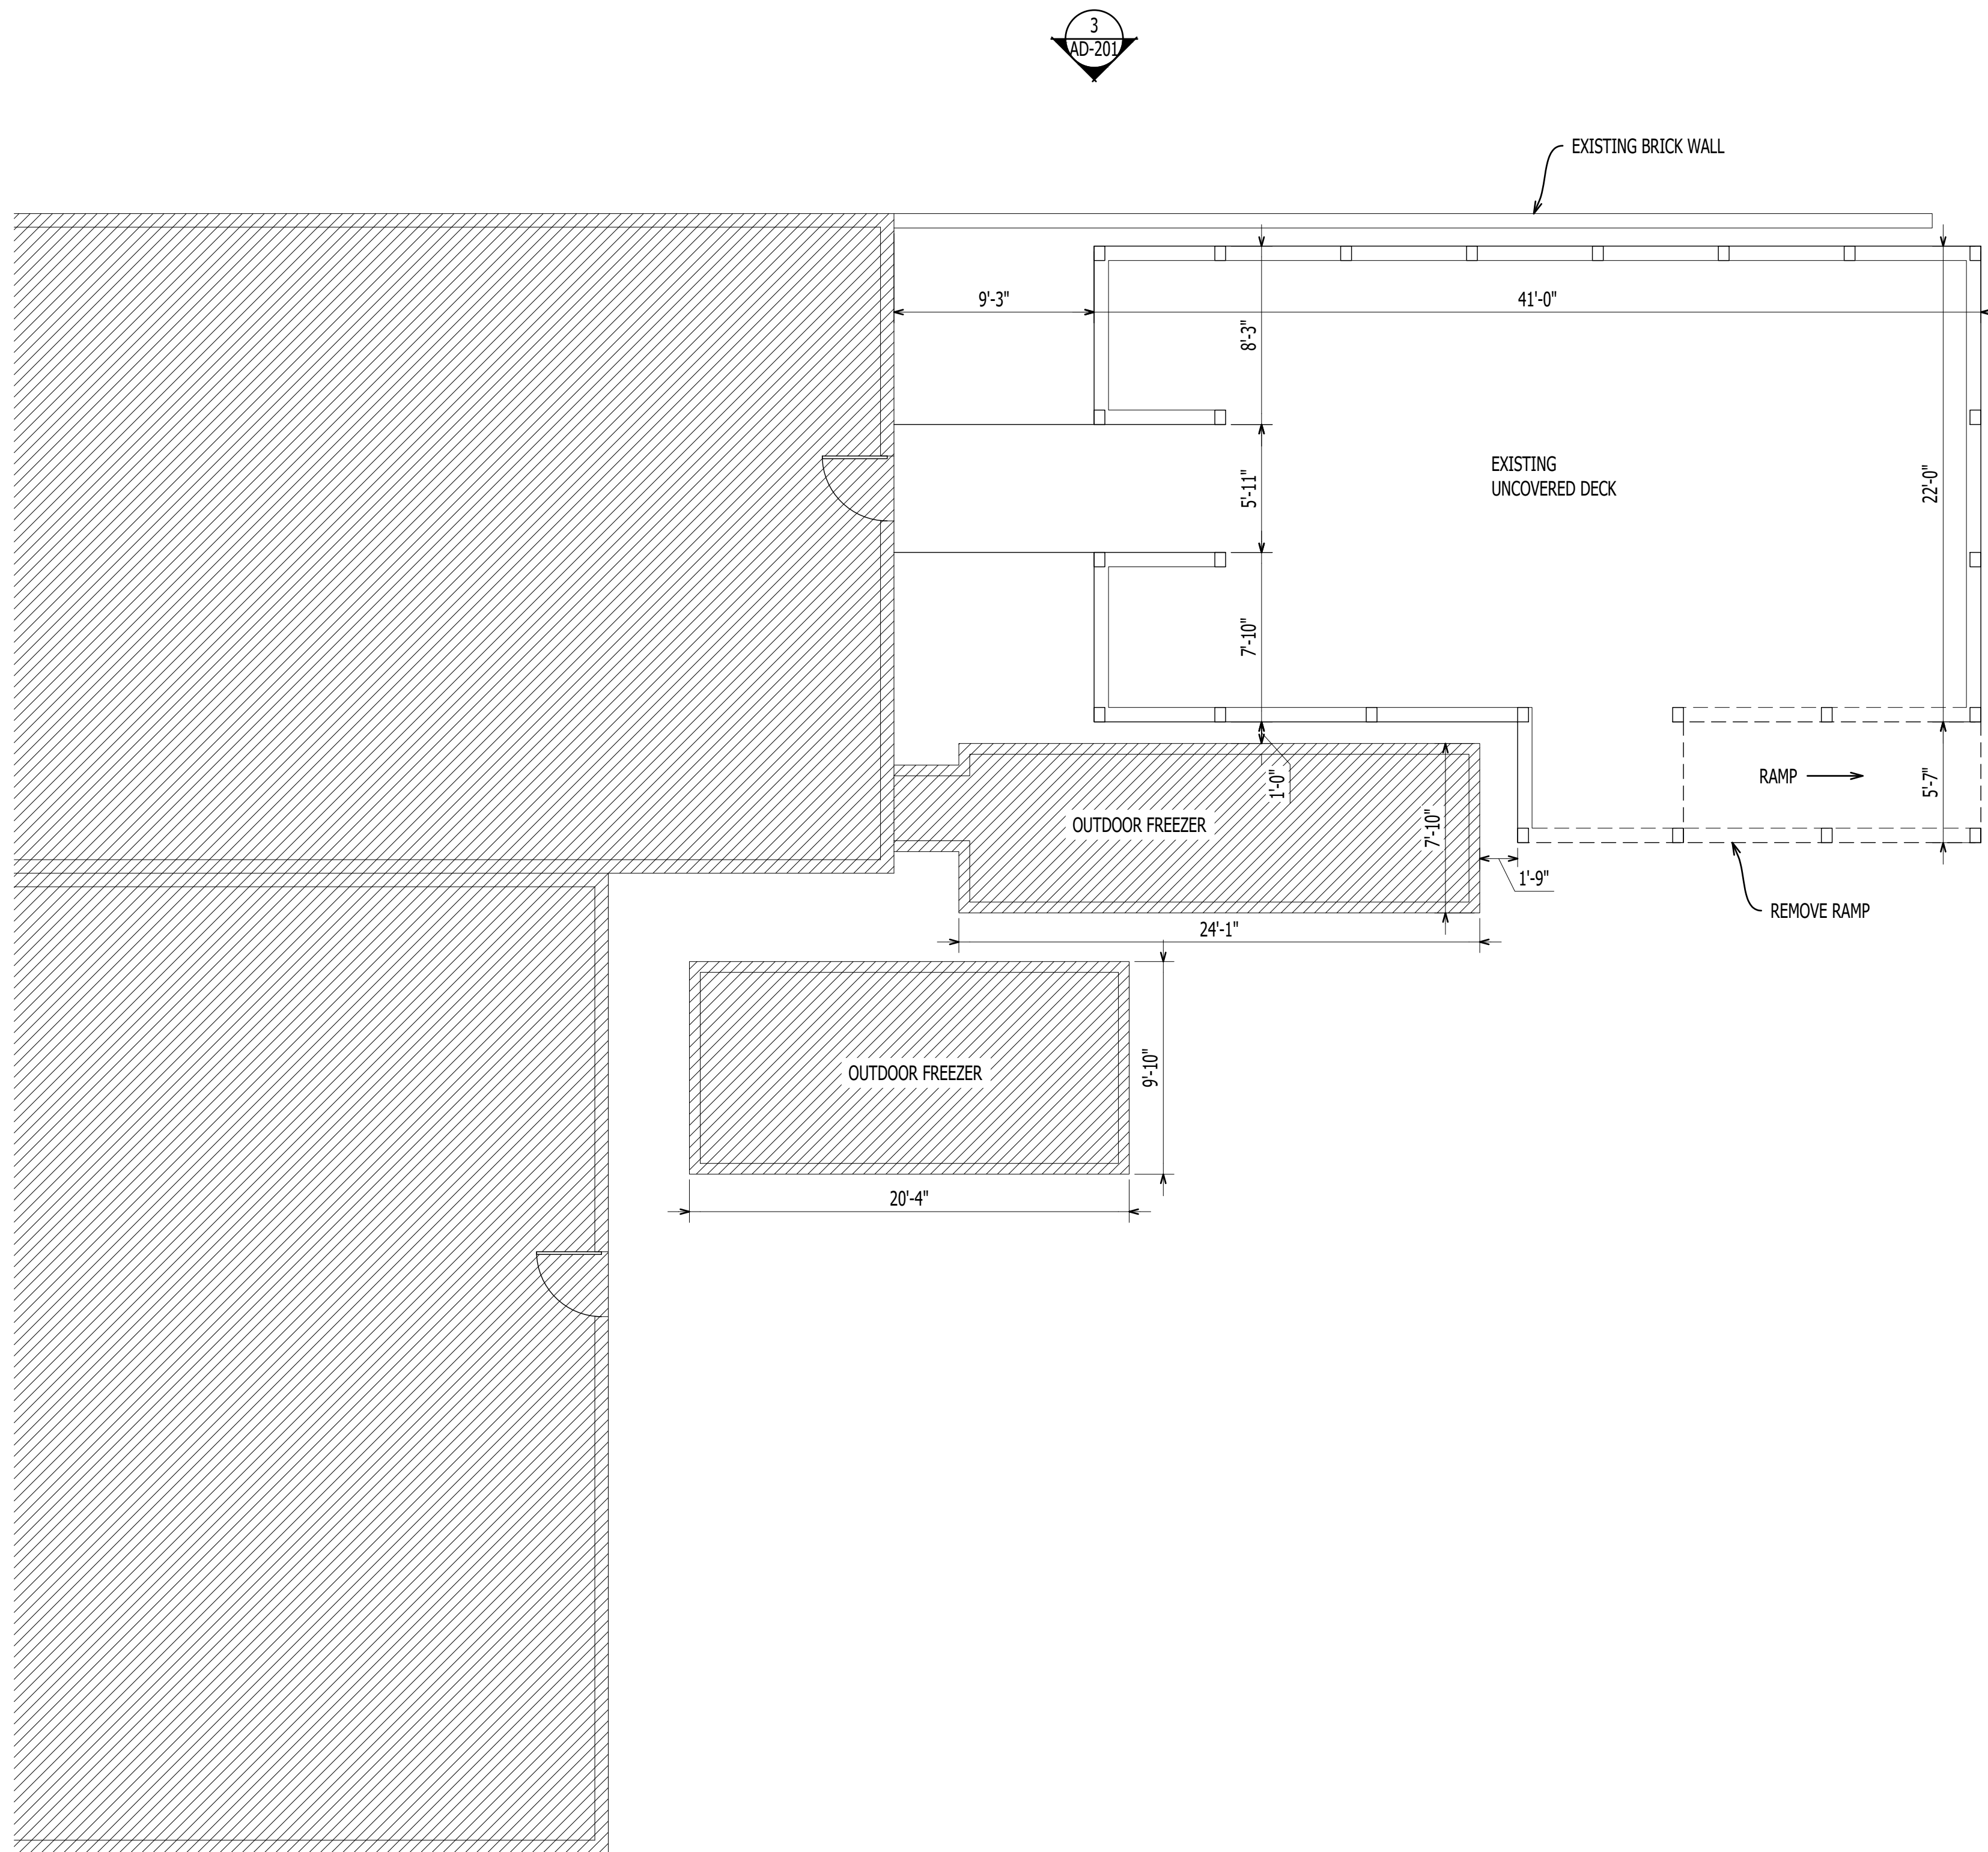 3
AD-201
EXISTING BRICK WALL
9'-3"
41'-0"
8'-3"
EXISTING
UNCOVERED DECK
5'-11"
22'-0"
7'-10"
1'-0"
RAMP
5'-7"
OUTDOOR FREEZER
7'-10"
1'-9"
REMOVE RAMP
24'-1"
OUTDOOR FREEZER
9'-10"
20'-4"